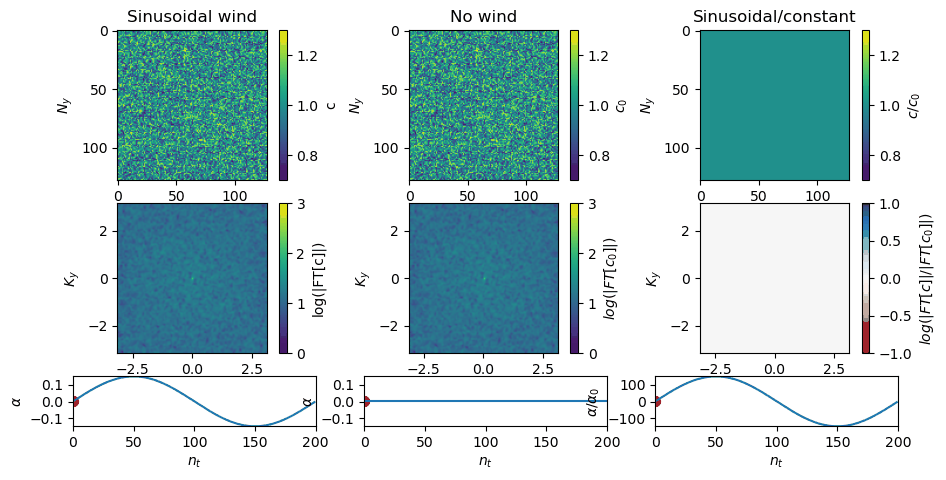 Sinusoidal wind
No wind
Sinusoidal/constant
0
50
100
N_y
0 50 100
1.2
1.0
0.8
c
0
50
100
N_y
0 50 100
1.2
1.0
0.8
c_0
0
50
100
N_y
0 50 100
1.2
1.0
0.8
c/c_0
2
0
−2
K_y
−2.5 0.0 2.5
3
2
1
0
log(|FT[c]|)
2
0
−2
K_y
−2.5 0.0 2.5
3
2
1
0
log(|FT[c_0]|)
2
0
−2
K_y
−2.5 0.0 2.5
1.0
0.5
0.0
−0.5
−1.0
log(|FT[c]|/|FT[c_0]|)
0.1
0.0
−0.1
α
0 50 100 150 200
n_t
0.1
0.0
−0.1
α
0 50 100 150 200
n_t
100
0
−100
α/α_0
0 50 100 150 200
n_t